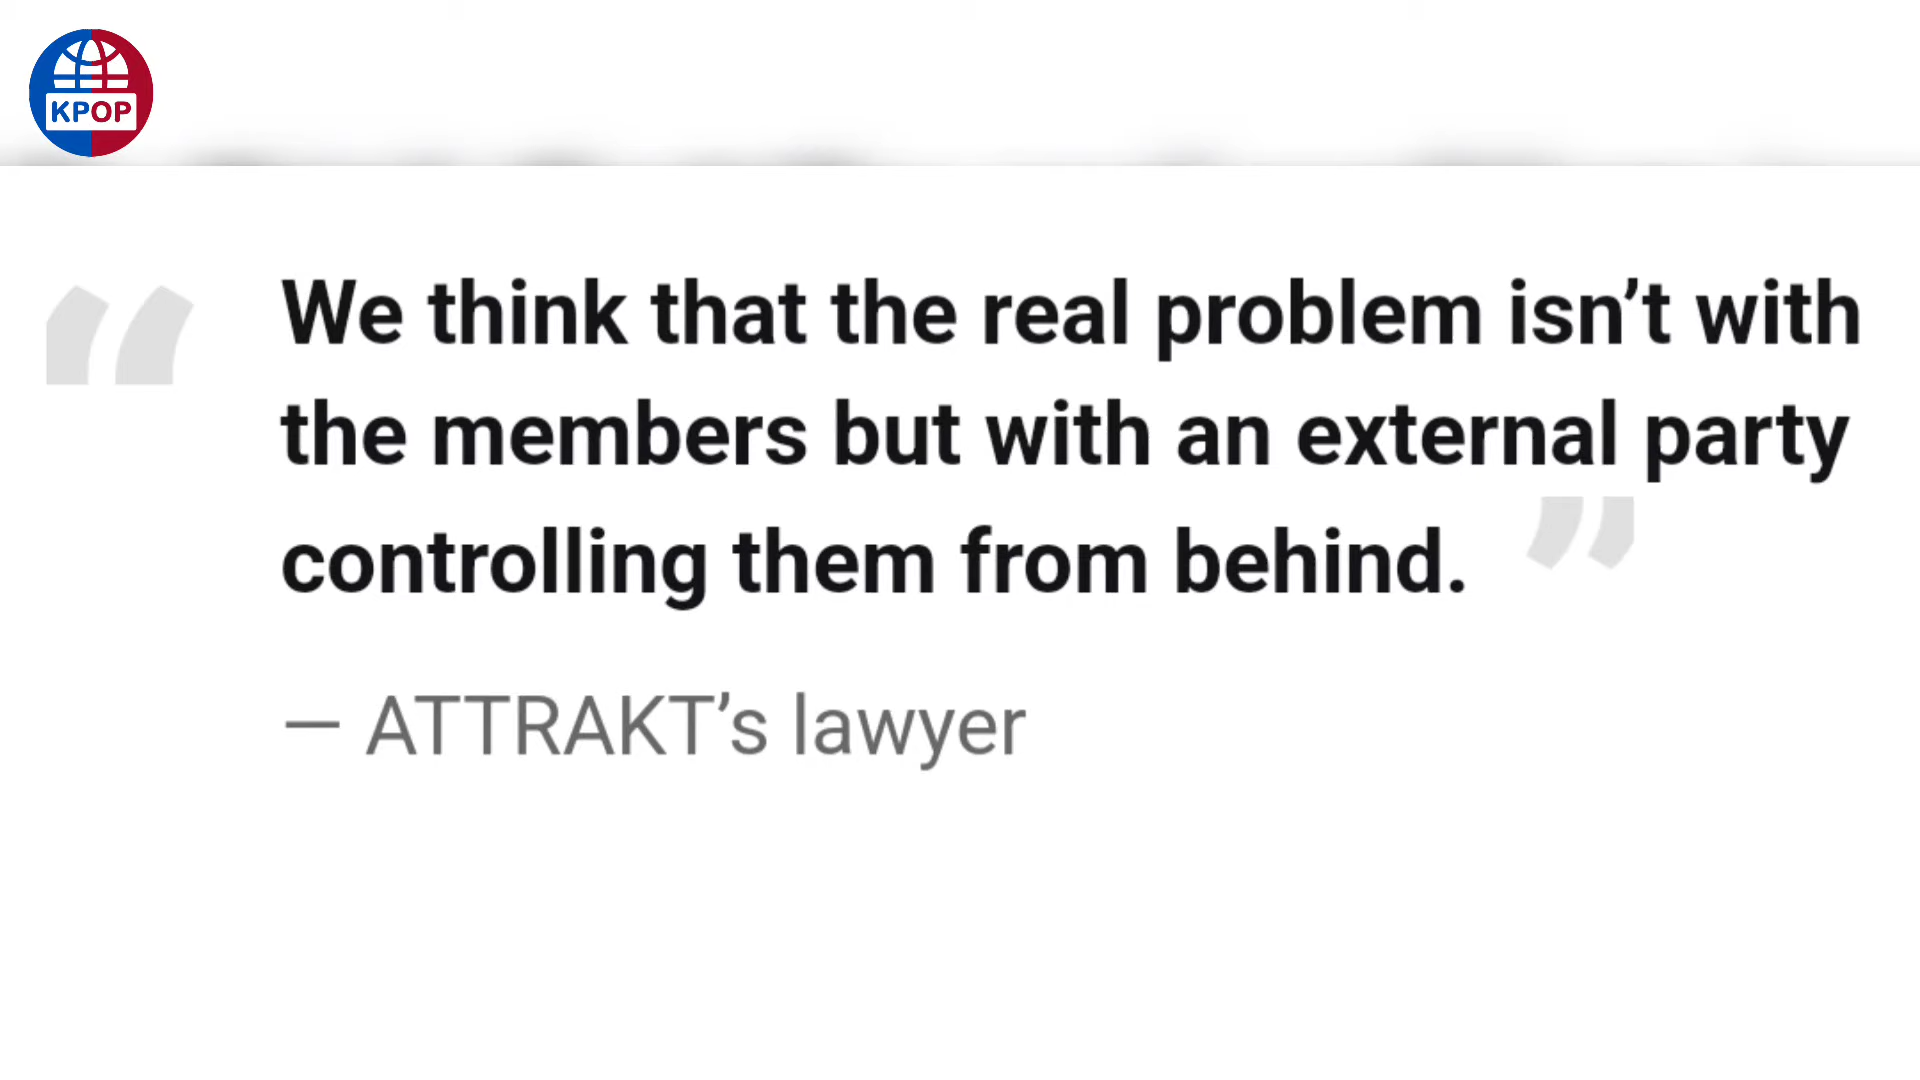 KPOP
“We think that the real problem isn’t with
the members but with an external party
controlling them from behind.”
— ATTRAKT’s lawyer